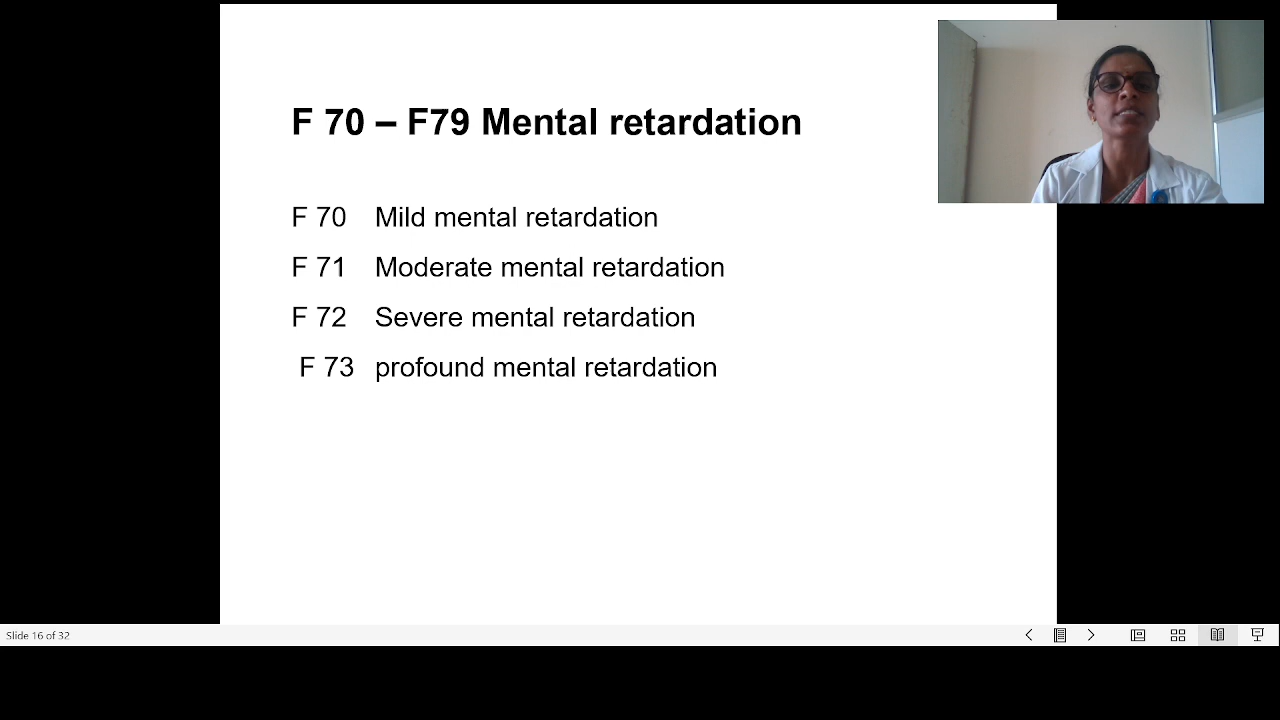 F 70 – F79 Mental retardation
F 70 Mild mental retardation
F 71 Moderate mental retardation
F 72 Severe mental retardation
F 73 profound mental retardation
Slide 16 of 32